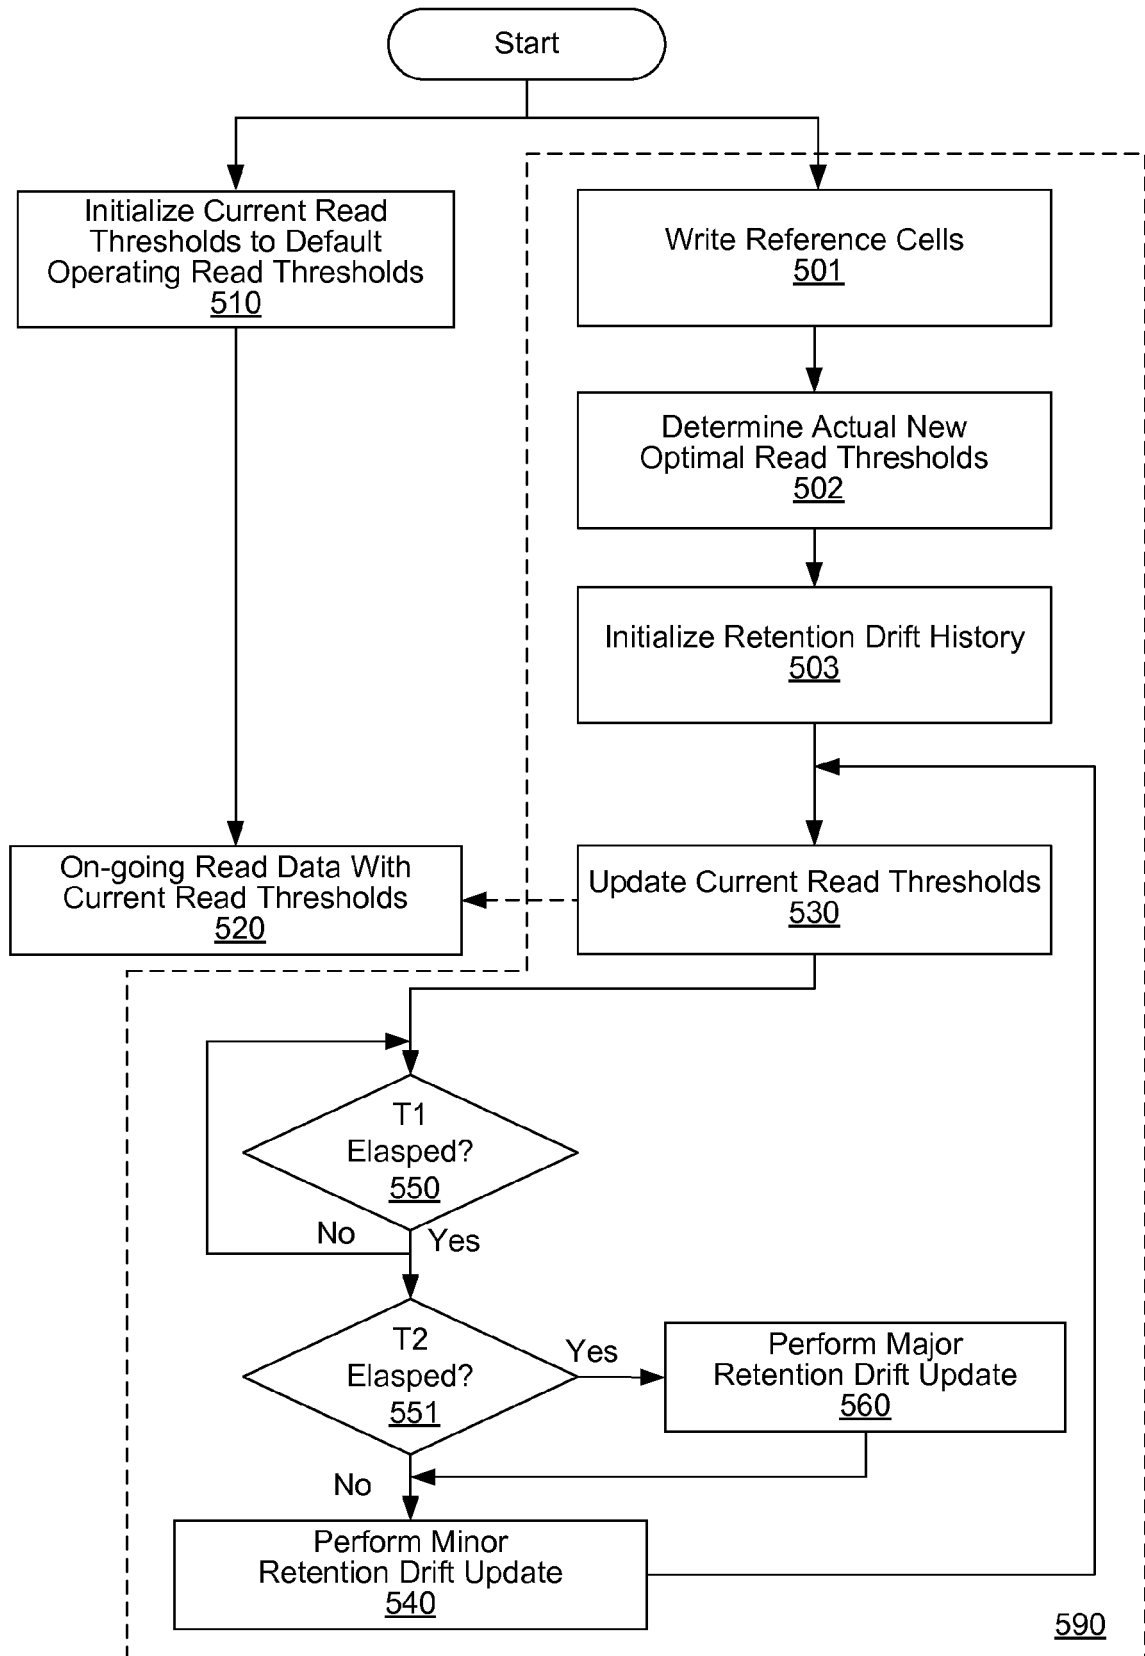 Start
Initialize Current Read
Thresholds to Default
Operating Read Thresholds
510
Write Reference Cells
501
Determine Actual New
Optimal Read Thresholds
502
Initialize Retention Drift History
503
On-going Read Data With
Current Read Thresholds
520
Update Current Read Thresholds
530
T1
Elasped?
550
No
Yes
T2
Elasped?
551
Yes
Perform Major
Retention Drift Update
560
No
Perform Minor
Retention Drift Update
540
590